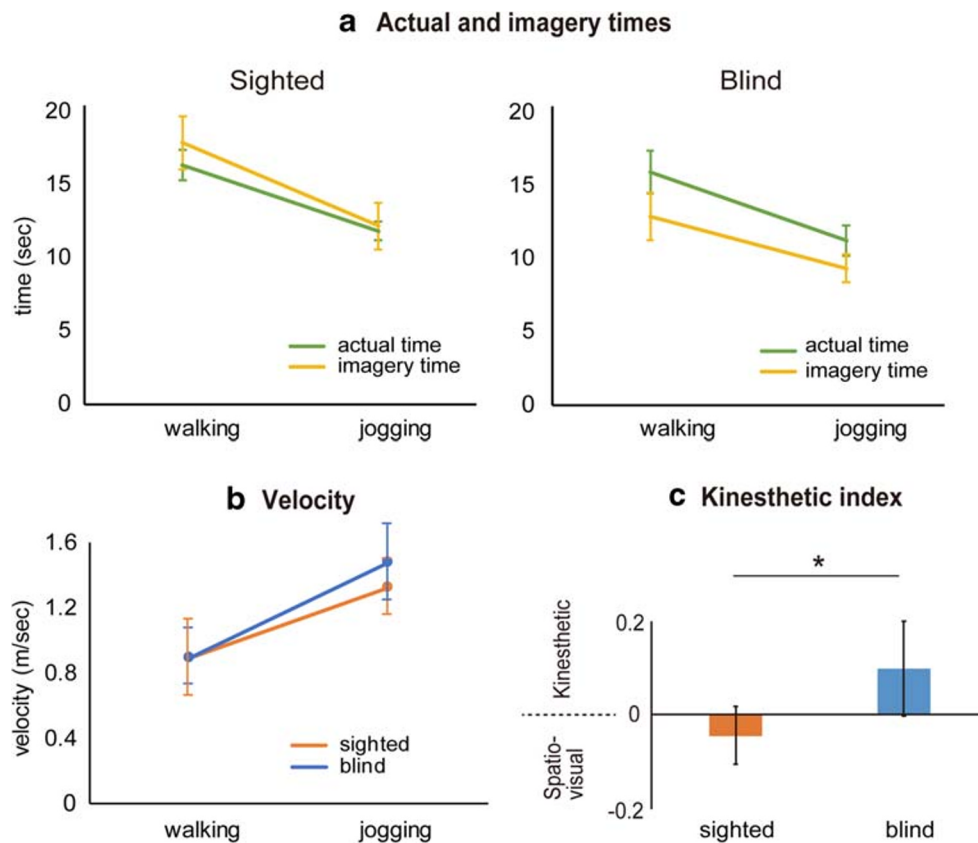 a Actual and imagery times
Sighted
20
15
10
5
0
time (sec)
actual time
imagery time
walking jogging
Blind
20
15
10
5
0
actual time
imagery time
walking jogging
b Velocity
1.6
1.2
0.8
0.4
0
velocity (m/sec)
sighted
blind
walking jogging
c Kinesthetic index
*
Kinesthetic
Spatio-
visual
0.2
0
-0.2
sighted blind